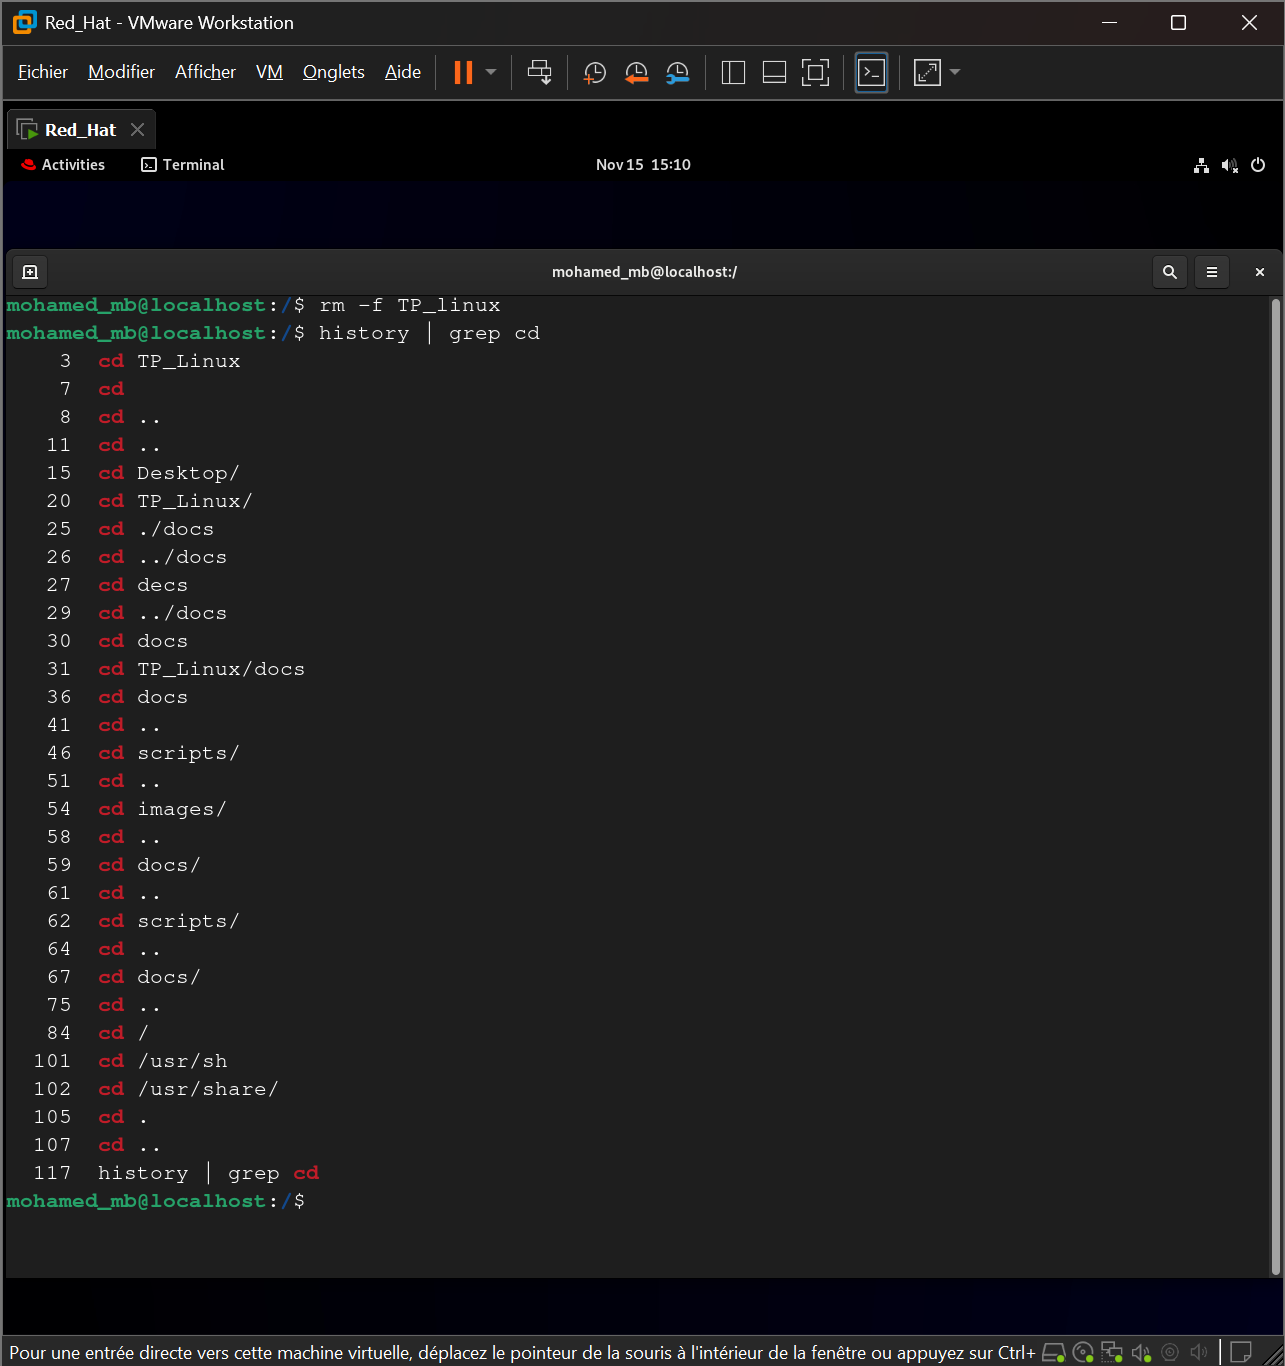 Red_Hat - VMware Workstation
Fichier Modifier Afficher VM Onglets Aide
Red_Hat
Activities Terminal Nov 15 15:10
mohamed_mb@localhost:/
mohamed_mb@localhost:/$ rm -f TP_linux
mohamed_mb@localhost:/$ history | grep cd
3 cd TP_Linux
7 cd
8 cd ..
11 cd ..
15 cd Desktop/
20 cd TP_Linux/
25 cd ./docs
26 cd ../docs
27 cd decs
29 cd ../docs
30 cd docs
31 cd TP_Linux/docs
36 cd docs
41 cd ..
46 cd scripts/
51 cd ..
54 cd images/
58 cd ..
59 cd docs/
61 cd ..
62 cd scripts/
64 cd ..
67 cd docs/
75 cd ..
84 cd /
101 cd /usr/sh
102 cd /usr/share/
105 cd .
107 cd ..
117 history | grep cd
mohamed_mb@localhost:/$
Pour une entrée directe vers cette machine virtuelle, déplacez le pointeur de la souris à l'intérieur de la fenêtre ou appuyez sur Ctrl+